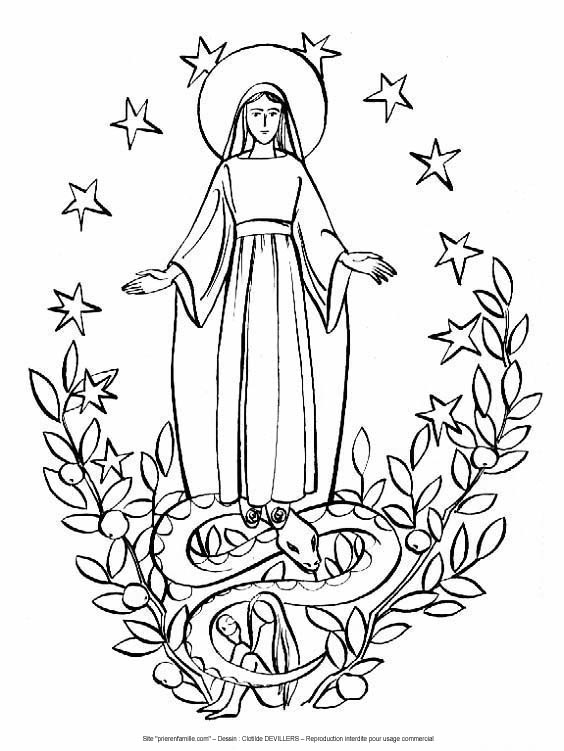 Site "prierenfamille.com" – Dessin : Clotilde DEVILLERS – Reproduction interdite pour usage commercial